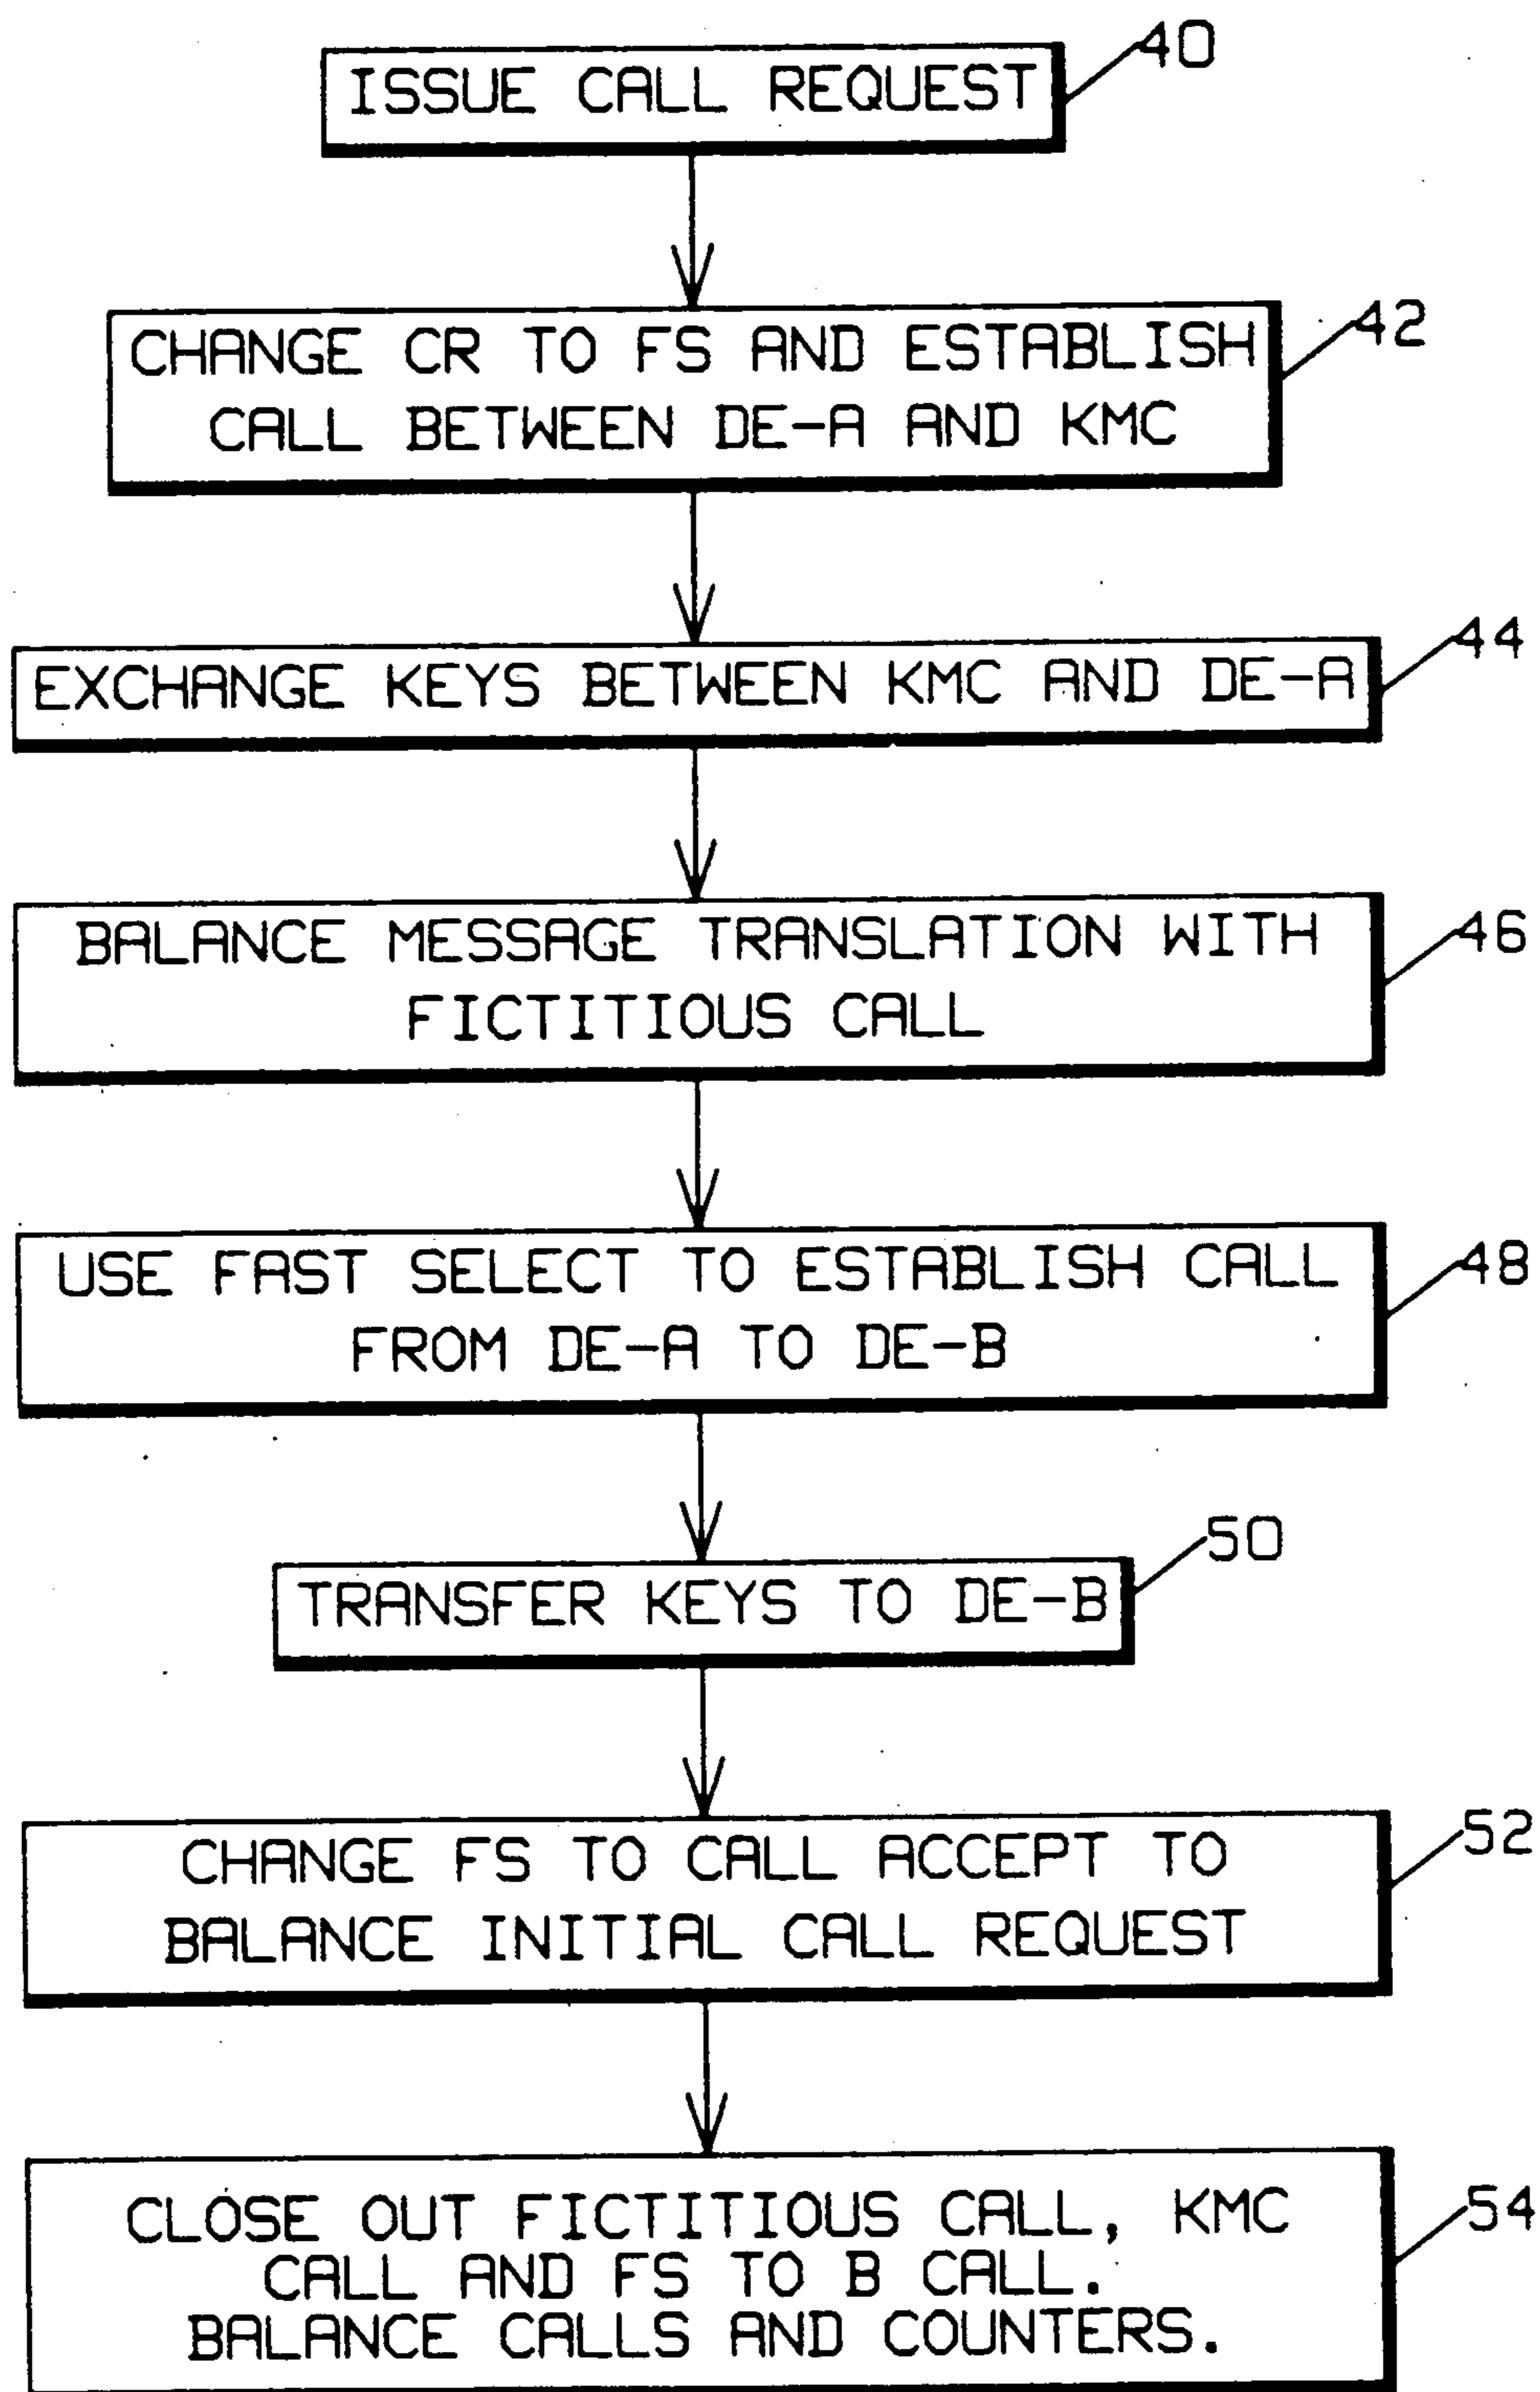 ISSUE CALL REQUEST
40
CHANGE CR TO FS AND ESTABLISH
CALL BETWEEN DE-A AND KMC
42
EXCHANGE KEYS BETWEEN KMC AND DE-A
44
BALANCE MESSAGE TRANSLATION WITH
FICTITIOUS CALL
46
USE FAST SELECT TO ESTABLISH CALL
FROM DE-A TO DE-B
48
TRANSFER KEYS TO DE-B
50
CHANGE FS TO CALL ACCEPT TO
BALANCE INITIAL CALL REQUEST
52
CLOSE OUT FICTITIOUS CALL, KMC
CALL AND FS TO B CALL.
BALANCE CALLS AND COUNTERS.
54